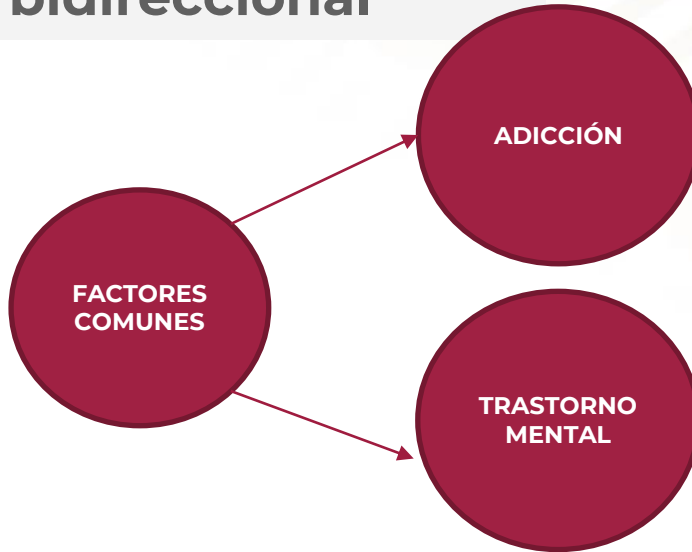 bidireccional
ADICCIÓN
FACTORES
COMUNES
TRASTORNO
MENTAL